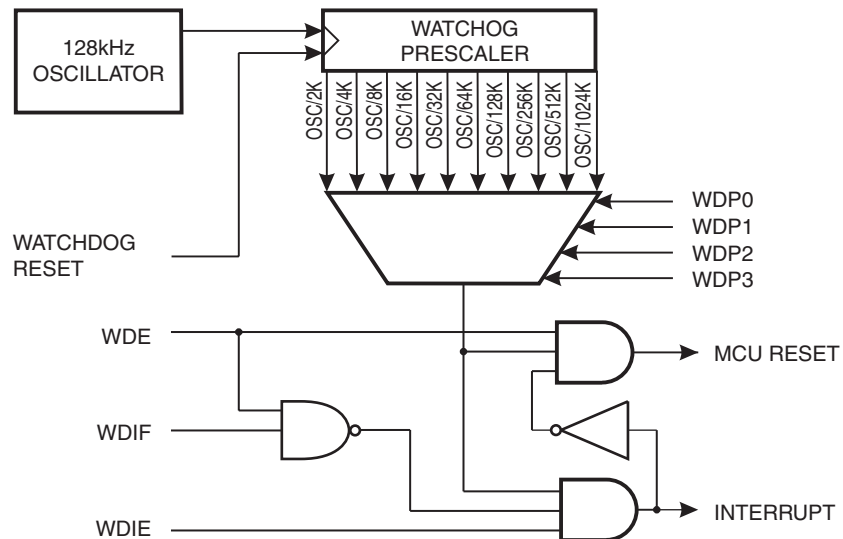 128kHz
OSCILLATOR
WATCHOG
PRESCALER
OSC/2K
OSC/4K
OSC/8K
OSC/16K
OSC/32K
OSC/64K
OSC/128K
OSC/256K
OSC/512K
OSC/1024K
WDP0
WDP1
WDP2
WDP3
WATCHDOG
RESET
WDE
MCU RESET
WDIF
INTERRUPT
WDIE